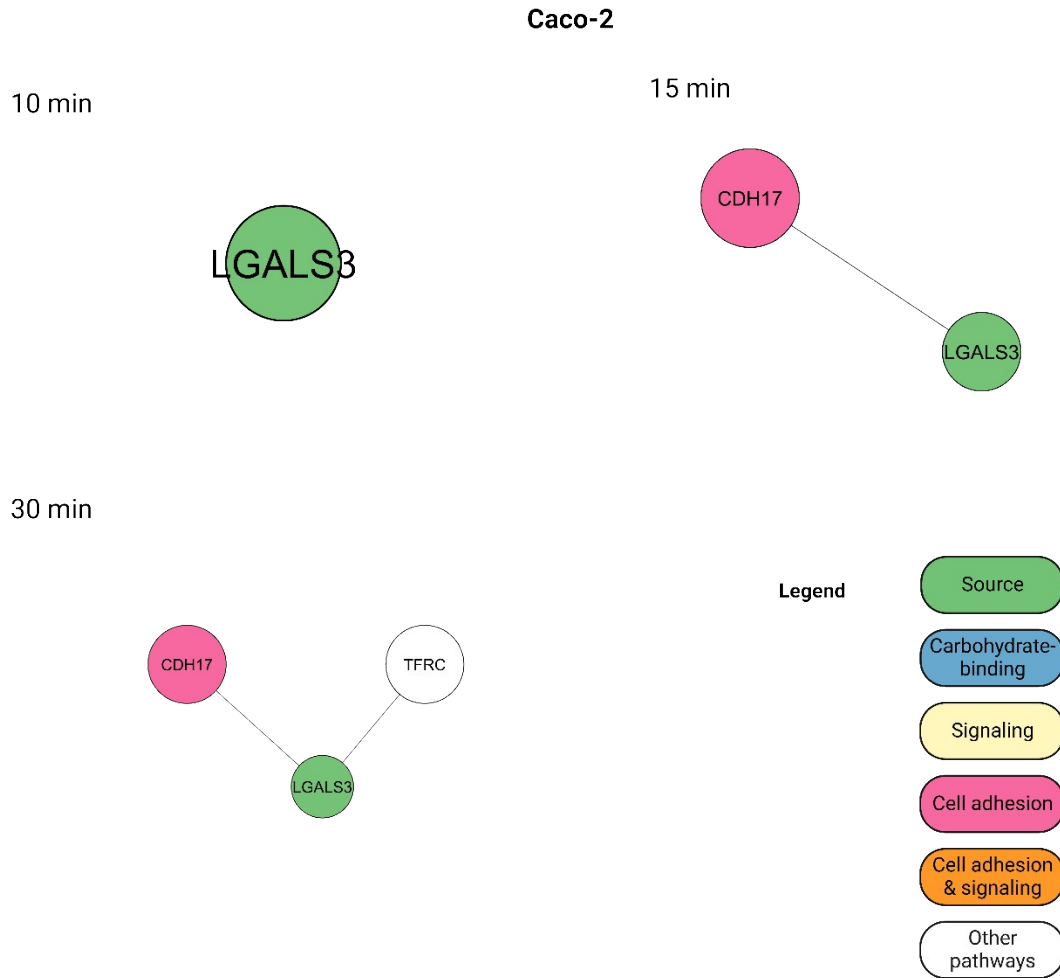 Caco-2
10 min
15 min
LGALS3
CDH17
LGALS3
30 min
CDH17
TFRC
LGALS3
Legend
Source
Carbohydrate-
binding
Signaling
Cell adhesion
Cell adhesion
& signaling
Other
pathways